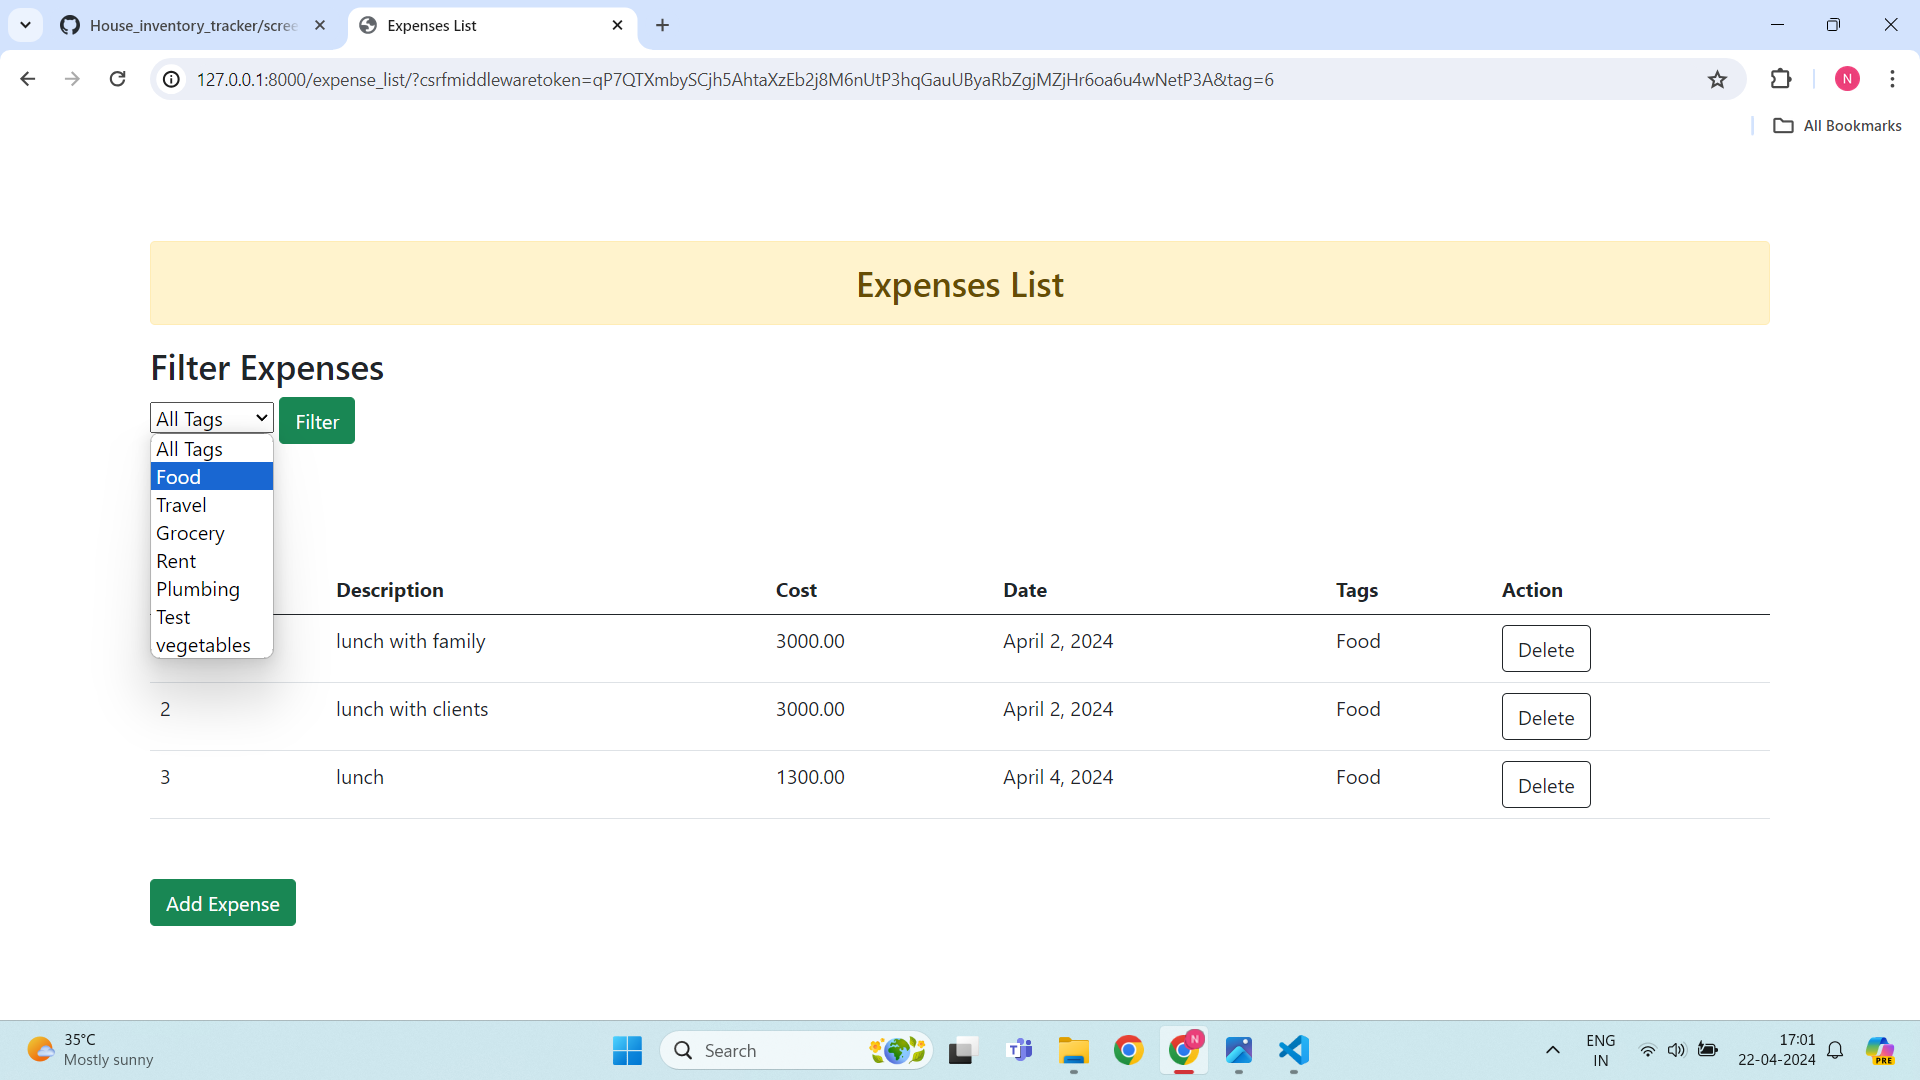 House_inventory_tracker/scree
Expenses List
127.0.0.1:8000/expense_list/?csrfmiddlewaretoken=qP7QTXmbySCjh5AhtaXzEb2j8M6nUtP3hqGauUByaRbZgjMZjHr6oa6u4wNetP3A&tag=6
N
All Bookmarks
Expenses List
Filter Expenses
All Tags
Filter
All Tags
Food
Travel
Grocery
Rent
Plumbing
Test
vegetables
Description Cost Date Tags Action
lunch with family 3000.00 April 2, 2024 Food Delete
2 lunch with clients 3000.00 April 2, 2024 Food Delete
3 lunch 1300.00 April 4, 2024 Food Delete
Add Expense
35°C
Mostly sunny
Search
N
ENG
IN
17:01
22-04-2024
PRE